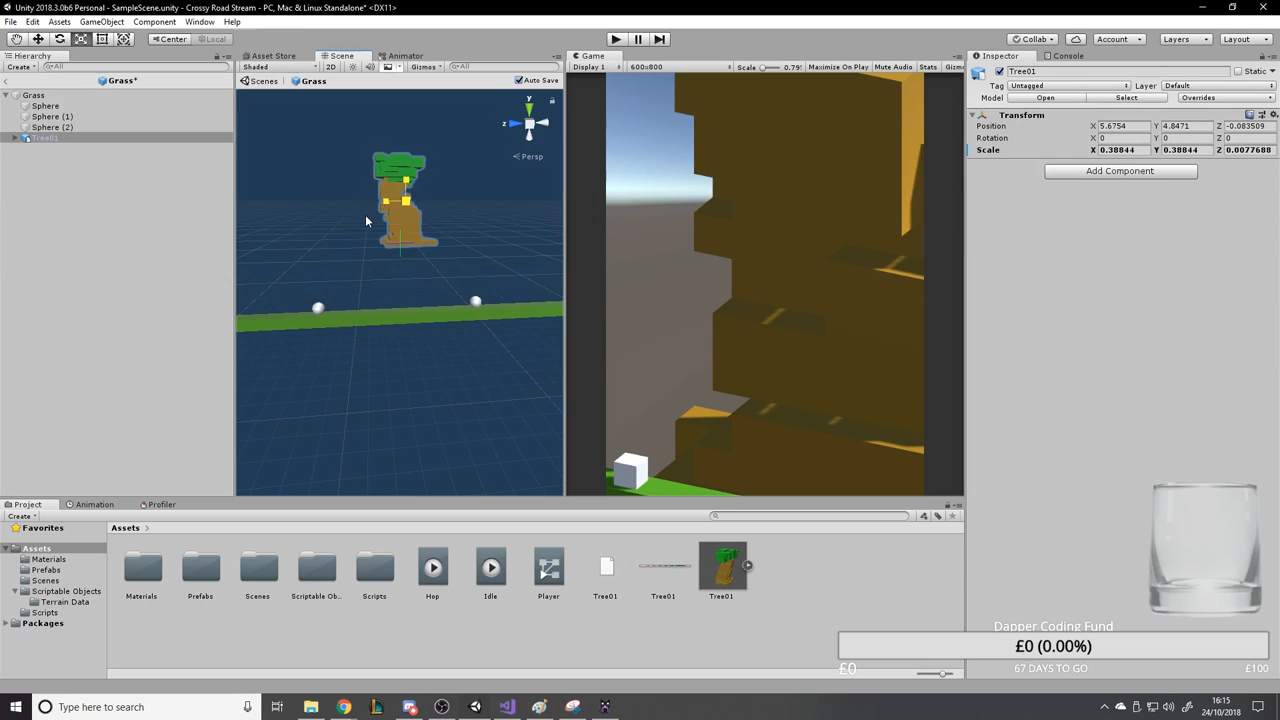 Unity 2018.3.0b6 Personal - SampleScene.unity - Crossy Road Stream - PC, Mac & Linux Standalone* <DX11>
File Edit Assets GameObject Component Window Help
Center Local
Collab Account Layers Layout
Hierarchy
Create All
Grass*
Grass
Sphere
Sphere (1)
Sphere (2)
Tree01
Asset Store Scene Animator
Shaded 2D Gizmos All
Scenes Grass Auto Save
y
z
Persp
Game
Display 1 600x800 Scale 0.79 Maximize On Play Mute Audio Stats Gizm
Inspector Console
Tree01 Static
Tag Untagged Layer Default
Model Open Select Overrides
Transform
Position X 5.6754 Y 4.8471 Z -0.083509
Rotation X 0 Y 0 Z 0
Scale X 0.38844 Y 0.38844 Z 0.0077688
Add Component
Project Animation Profiler
Create
Favorites
Assets
Materials
Prefabs
Scenes
Scriptable Objects
Terrain Data
Scripts
Packages
Assets
Materials Prefabs Scenes Scriptable Ob... Scripts Hop Idle Player Tree01 Tree01 Tree01
Dapper Coding Fund
£0 (0.00%)
£0 67 DAYS TO GO £100
Type here to search
16:15
24/10/2018